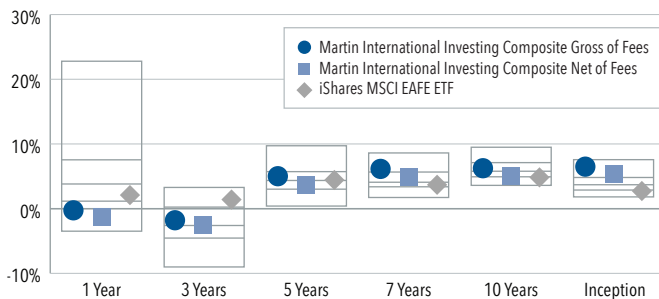 30%
Martin International Investing Composite Gross of Fees
Martin International Investing Composite Net of Fees
iShares MSCI EAFE ETF
20%
10%
0%
-10%
1 Year 3 Years 5 Years 7 Years 10 Years Inception